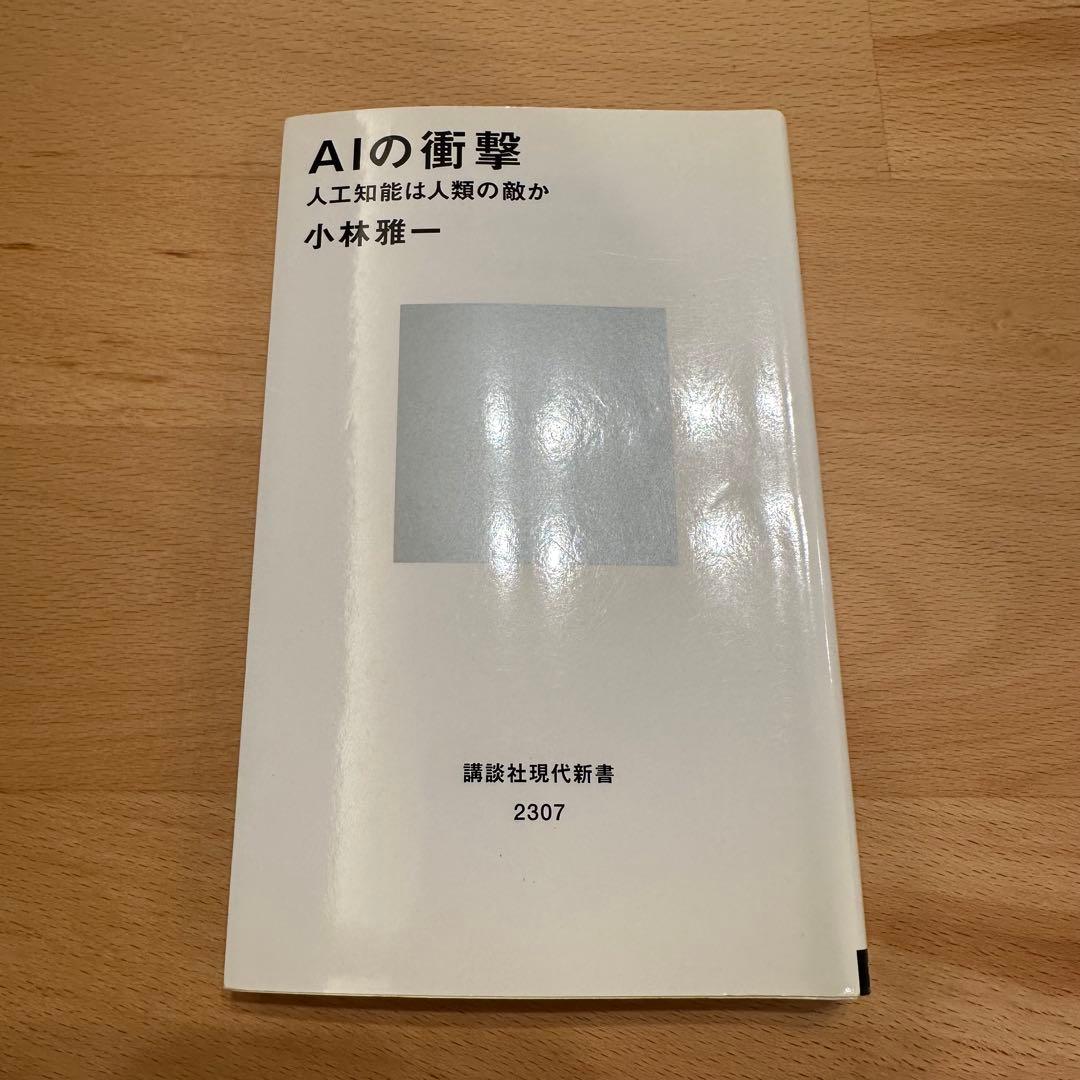 AIの衝撃
人工知能は人類の敵か
小林雅一
講談社現代新書
2307